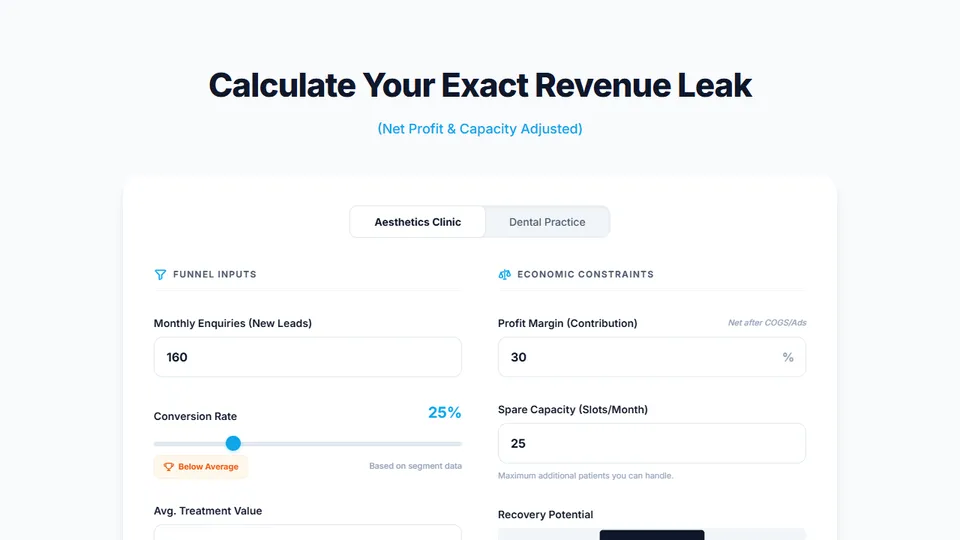 Calculate Your Exact Revenue Leak
(Net Profit & Capacity Adjusted)
Aesthetics Clinic
Dental Practice
FUNNEL INPUTS
Monthly Enquiries (New Leads)
160
Conversion Rate
25%
Below Average
Based on segment data
Avg. Treatment Value
ECONOMIC CONSTRAINTS
Profit Margin (Contribution)
Net after COGS/Ads
30
%
Spare Capacity (Slots/Month)
25
Maximum additional patients you can handle.
Recovery Potential